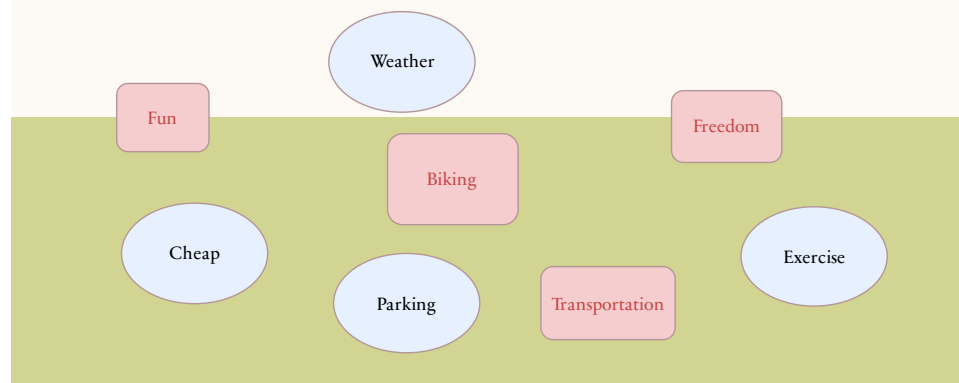 Weather
Fun
Freedom
Biking
Cheap
Exercise
Parking
Transportation